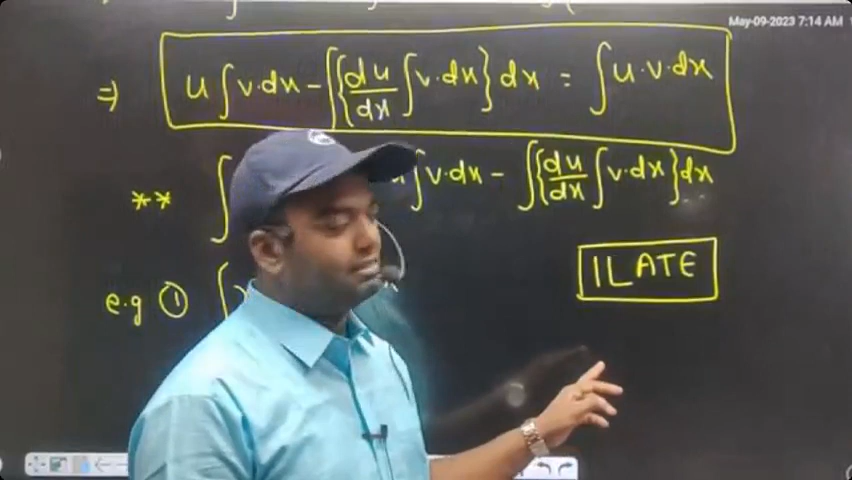 May-09-2023 7:14 AM
⇒ u∫v·dx - ∫{du/dx ∫v·dx}dx = ∫u·v·dx
** ∫ u∫v·dx - ∫{du/dx ∫v·dx}dx
ILATE
e.g ① ∫